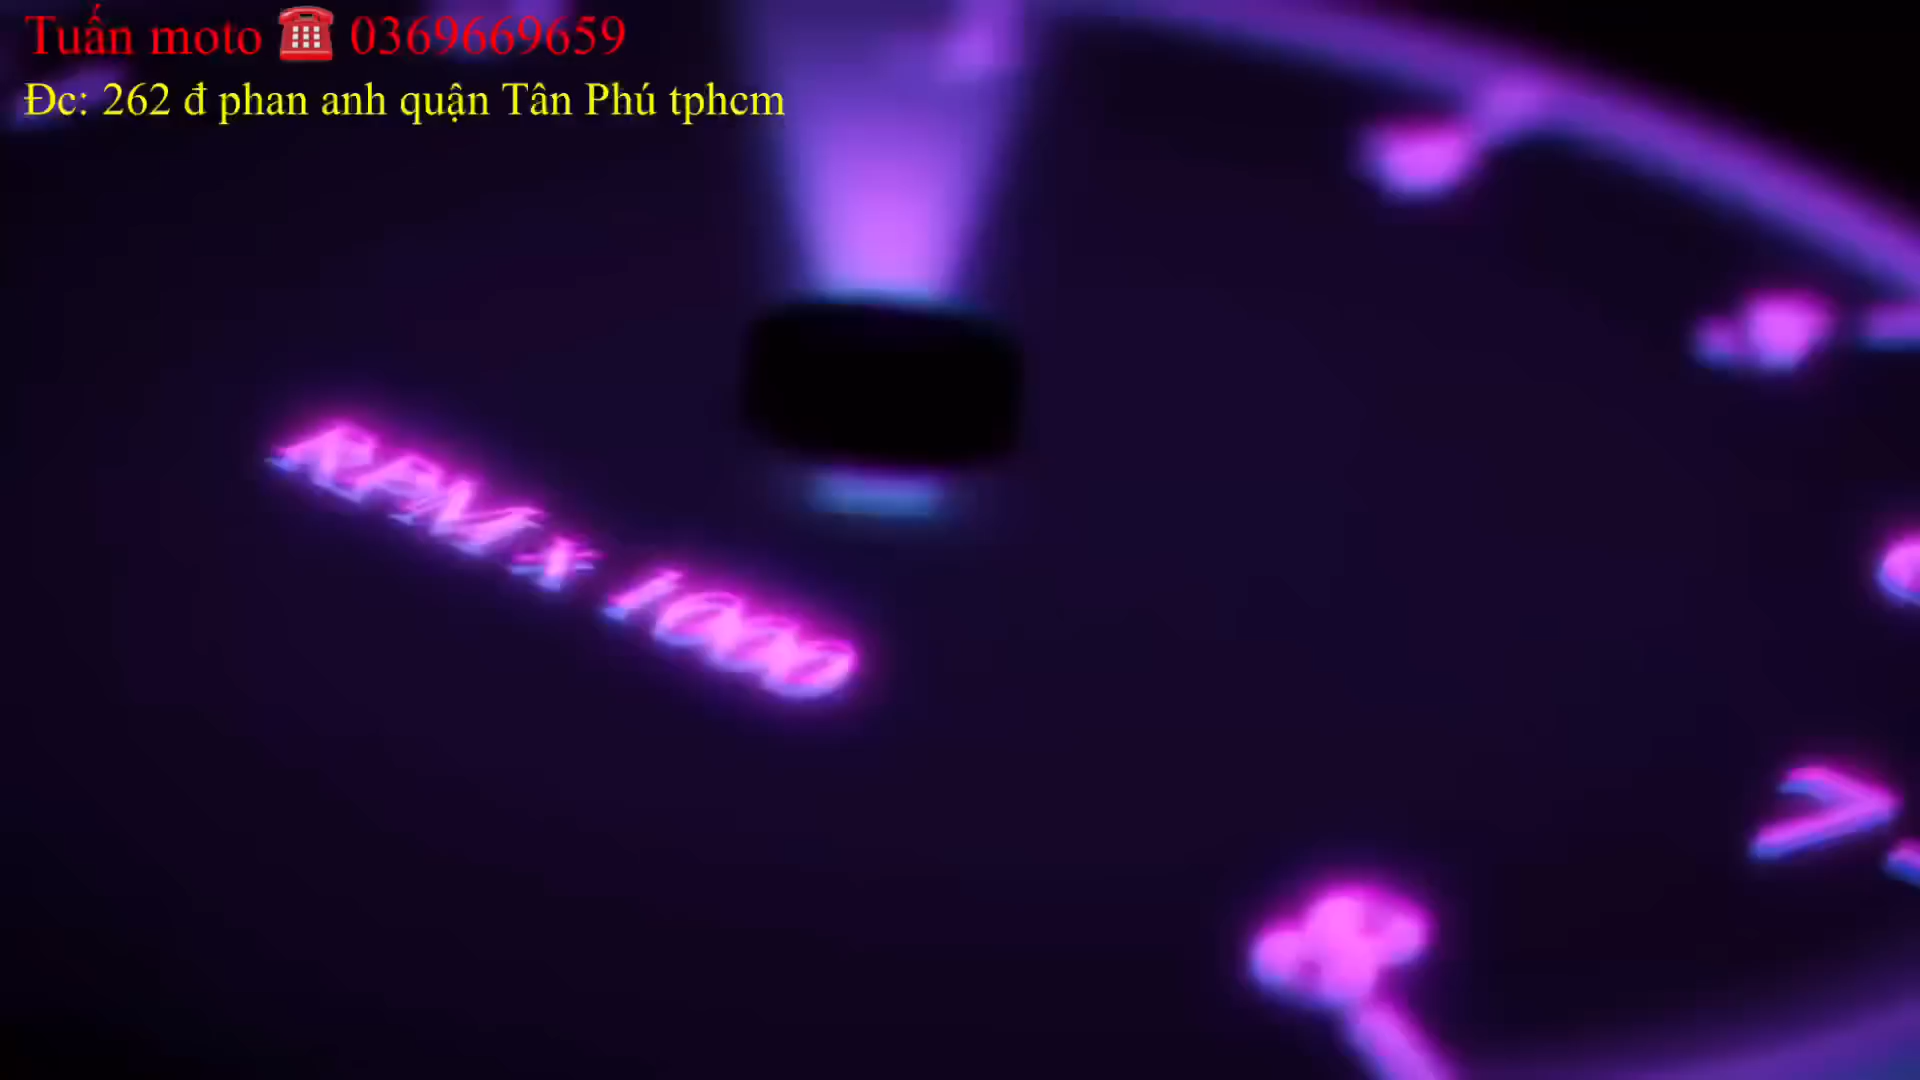 Tuấn moto ☎ 0369669659
Đc: 262 đ phan anh quận Tân Phú tphcm
RPM x 1000